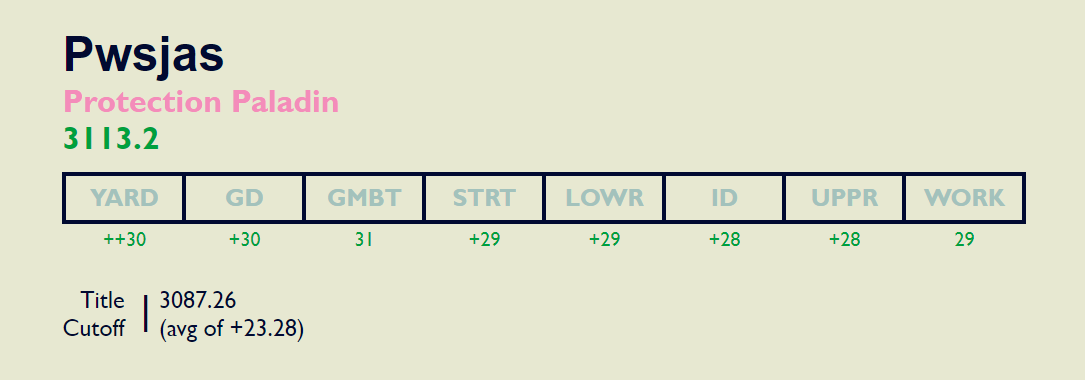 Pwsjas
Protection Paladin
3113.2
YARD GD GMBT STRT LOWR ID UPPR WORK
++30 +30 31 +29 +29 +28 +28 29
Title | 3087.26
Cutoff | (avg of +23.28)